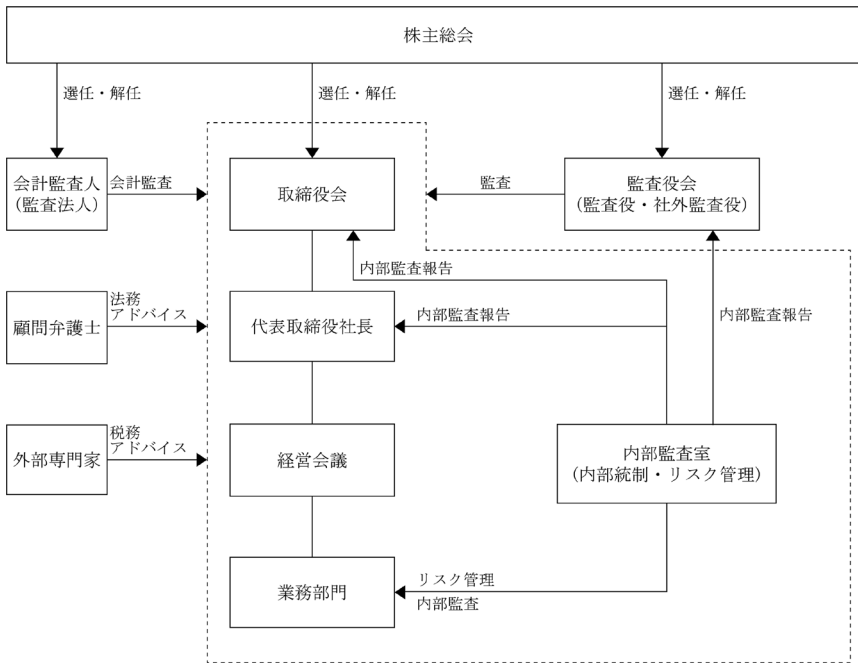 株主総会
選任・解任
選任・解任
選任・解任
会計監査人
(監査法人)
会計監査
取締役会
監査
監査役会
(監査役・社外監査役)
内部監査報告
顧問弁護士
法務
アドバイス
代表取締役社長
内部監査報告
内部監査報告
外部専門家
税務
アドバイス
経営会議
内部監査室
(内部統制・リスク管理)
業務部門
リスク管理
内部監査